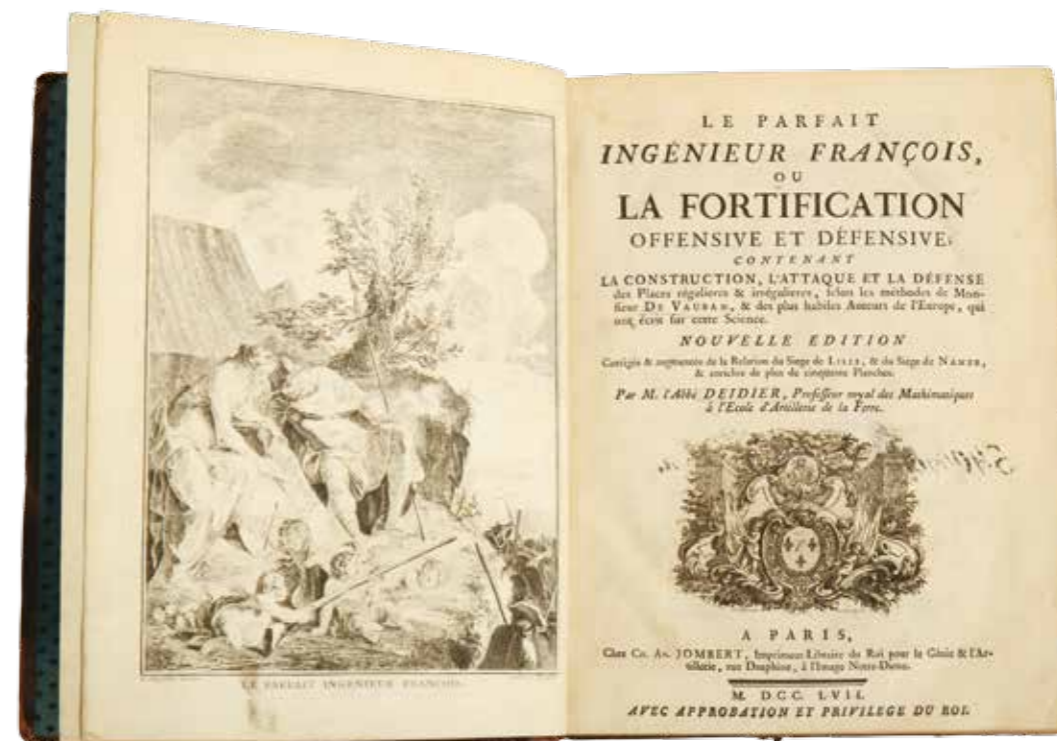 LE PARFAIT INGENIEUR FRANÇOIS.
LE PARFAIT
INGÉNIEUR FRANÇOIS,
OU
LA FORTIFICATION
OFFENSIVE ET DÉFENSIVE;
CONTENANT
LA CONSTRUCTION, L'ATTAQUE ET LA DÉFENSE
des Places régulieres & irrégulieres, selon les méthodes de Mon-
sieur DE VAUBAN, & des plus habiles Auteurs de l'Europe, qui
ont écrit sur cette Science.
NOUVELLE EDITION
Corrigée & augmentée de la Relation du Siege de LILLE, & du Siege de NAMUR,
& enrichie de plus de cinquante Planches.
Par M. l'Abbé DEIDIER, Professeur royal des Mathématiques
à l'Ecole d'Artillerie de la Fere.
A PARIS,
Chez CH. AN. JOMBERT, Imprimeur-Libraire du Roi pour le Génie & l'Ar-
tillerie, rue Dauphine, à l'Image Notre-Dame.
M. DCC. LVII.
AVEC APPROBATION ET PRIVILEGE DU ROI.